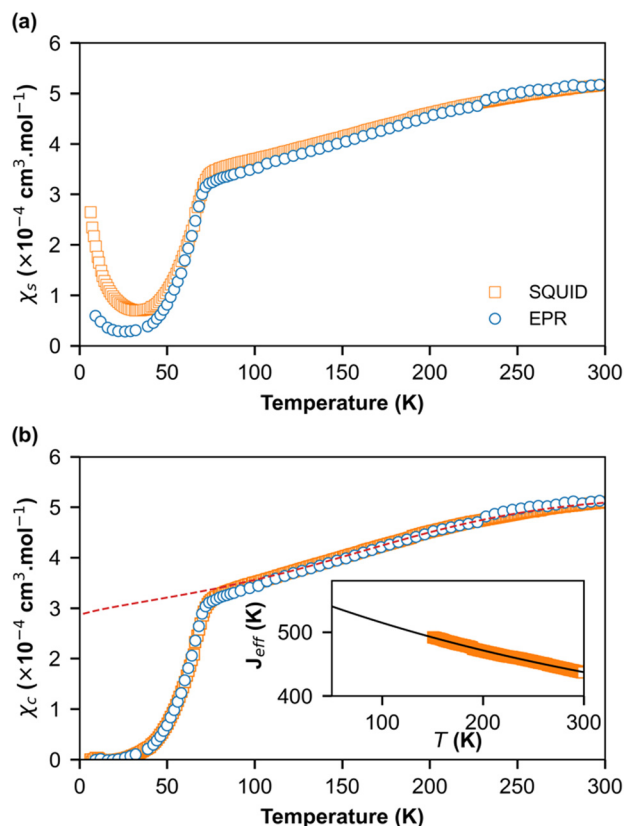 (a)
6
5
4
3
2
1
0
χs (×10⁻⁴ cm³.mol⁻¹)
SQUID
EPR
0 50 100 150 200 250 300
Temperature (K)
(b)
6
5
4
3
2
1
0
χc (×10⁻⁴ cm³.mol⁻¹)
500
400
Jeff (K)
100 200 300
T (K)
0 50 100 150 200 250 300
Temperature (K)